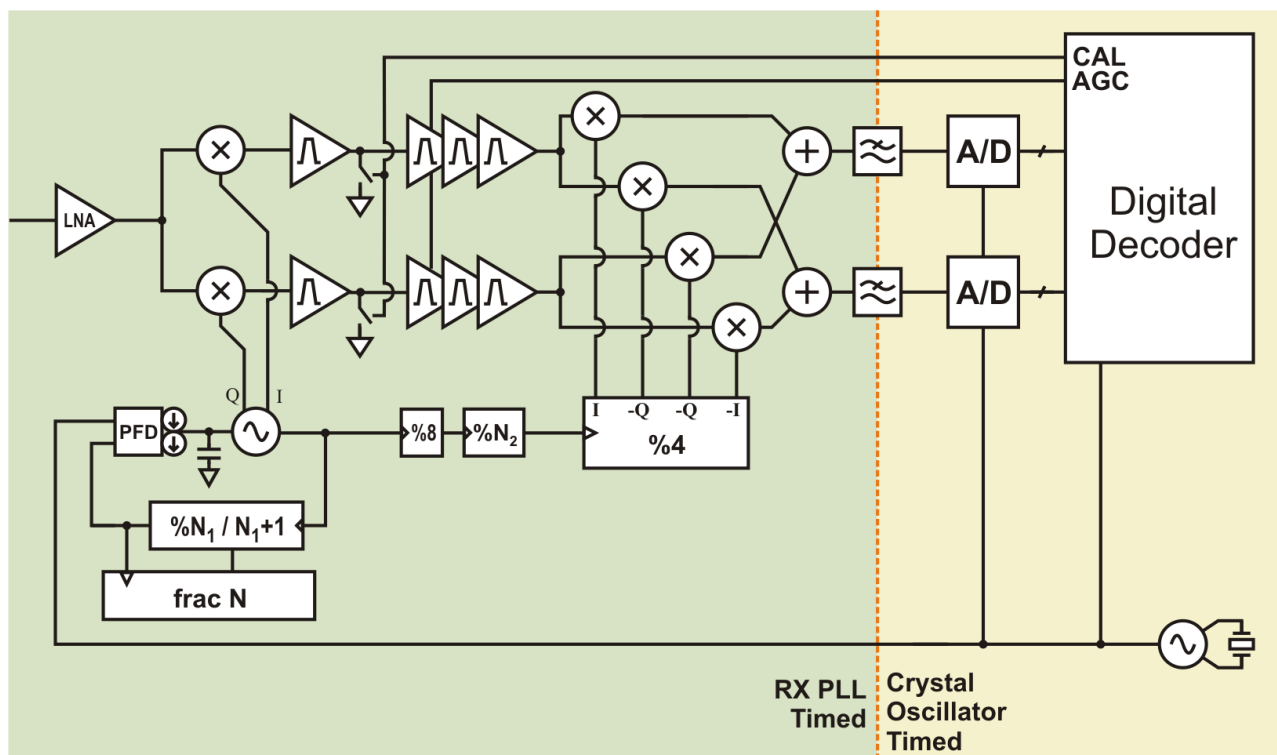 CAL
AGC
LNA
A/D
Digital
Decoder
A/D
Q
I
PFD
%8
%N₂
I -Q -Q -I
%4
%N₁ / N₁+1
frac N
RX PLL
Timed
Crystal
Oscillator
Timed